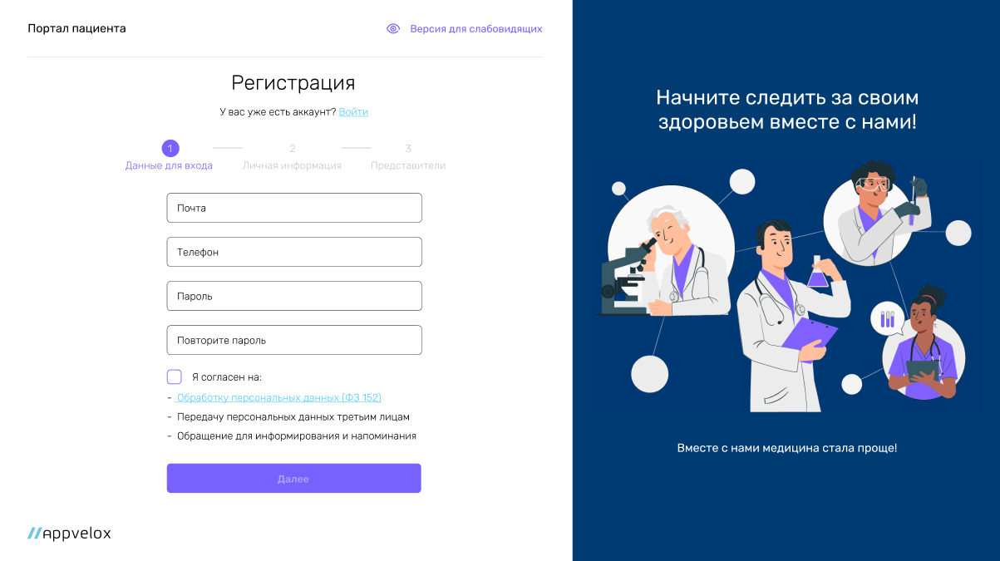 Портал пациента
Версия для слабовидящих
Регистрация
У вас уже есть аккаунт? Войти
1
2
3
Данные для входа
Личная информация
Представители
Почта
Телефон
Пароль
Повторите пароль
Я согласен на:
- Обработку персональных данных (ФЗ 152)
- Передачу персональных данных третьим лицам
- Обращение для информирования и напоминания
Далее
//Appvelox
Начните следить за своим
здоровьем вместе с нами!
Вместе с нами медицина стала проще!